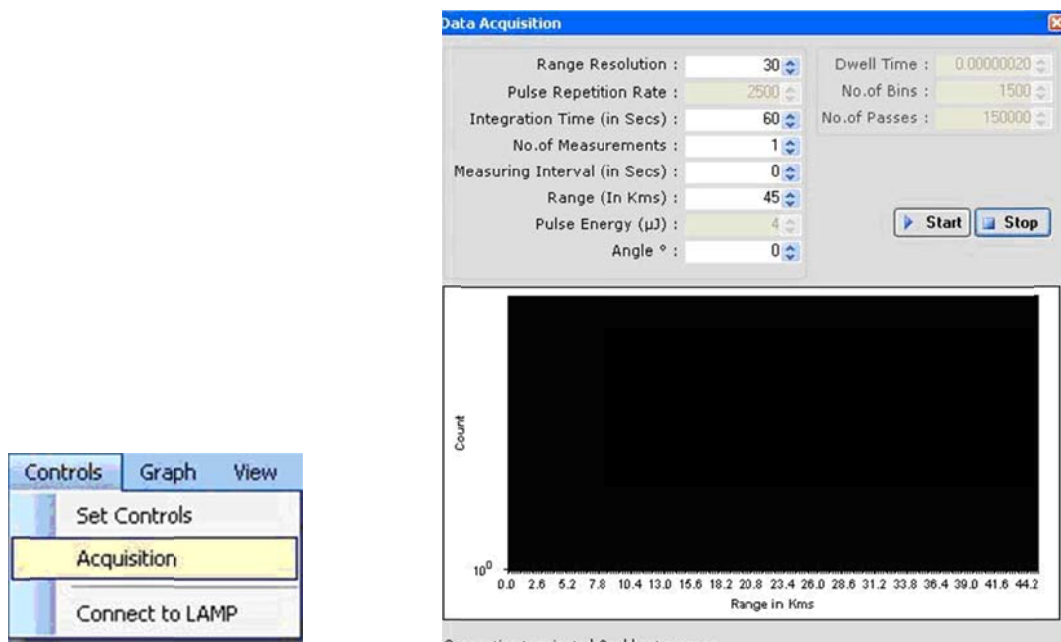 Data Acquisition
Range Resolution : 30
Pulse Repetition Rate : 2500
Integration Time (in Secs) : 60
No.of Measurements : 1
Measuring Interval (in Secs) : 0
Range (In Kms) : 45
Pulse Energy (µJ) : 4
Angle ° : 0
Dwell Time : 0.00000020
No.of Bins : 1500
No.of Passes : 150000
Start Stop
Count
10⁰
0.0 2.6 5.2 7.8 10.4 13.0 15.6 18.2 20.8 23.4 26.0 28.6 31.2 33.8 36.4 39.0 41.6 44.2
Range in Kms
Controls Graph View
Set Controls
Acquisition
Connect to LAMP